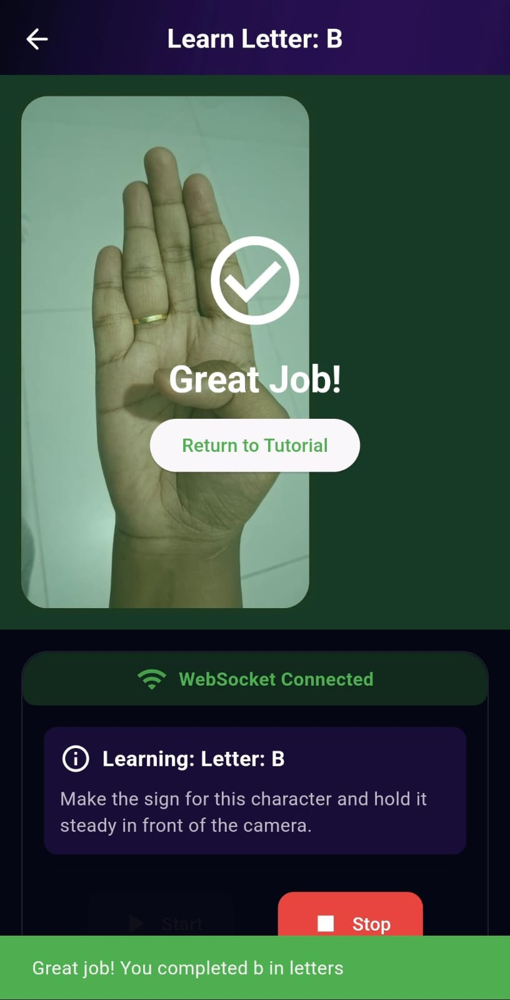 Learn Letter: B
Great Job!
Return to Tutorial
WebSocket Connected
Learning: Letter: B
Make the sign for this character and hold it
steady in front of the camera.
Start
Stop
Great job! You completed b in letters